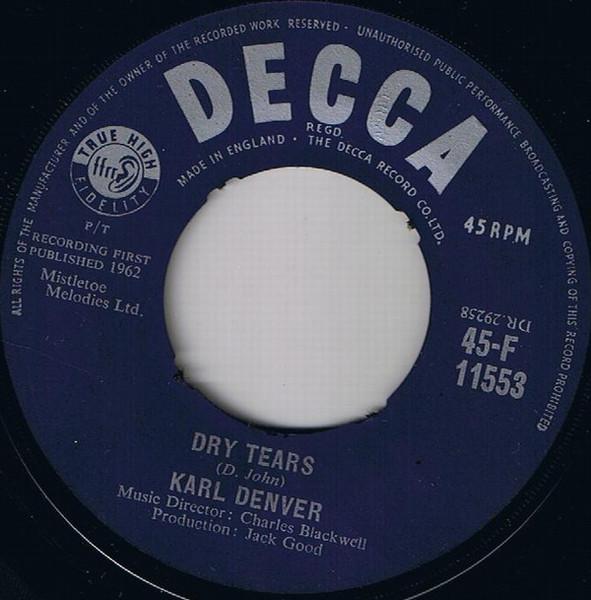 ALL RIGHTS OF THE MANUFACTURER AND OF THE OWNER OF THE RECORDED WORK RESERVED · UNAUTHORISED PUBLIC PERFORMANCE BROADCASTING AND COPYING OF THIS RECORD PROHIBITED
DECCA
REGD.
MADE IN ENGLAND · THE DECCA RECORD CO. LTD.
TRUE HIGH
ffrr
FIDELITY
P/T
RECORDING FIRST
PUBLISHED 1962
Mistletoe
Melodies Ltd.
45 RPM
DR.29258
45-F
11553
DRY TEARS
(D. John)
KARL DENVER
Music Director: Charles Blackwell
Production: Jack Good